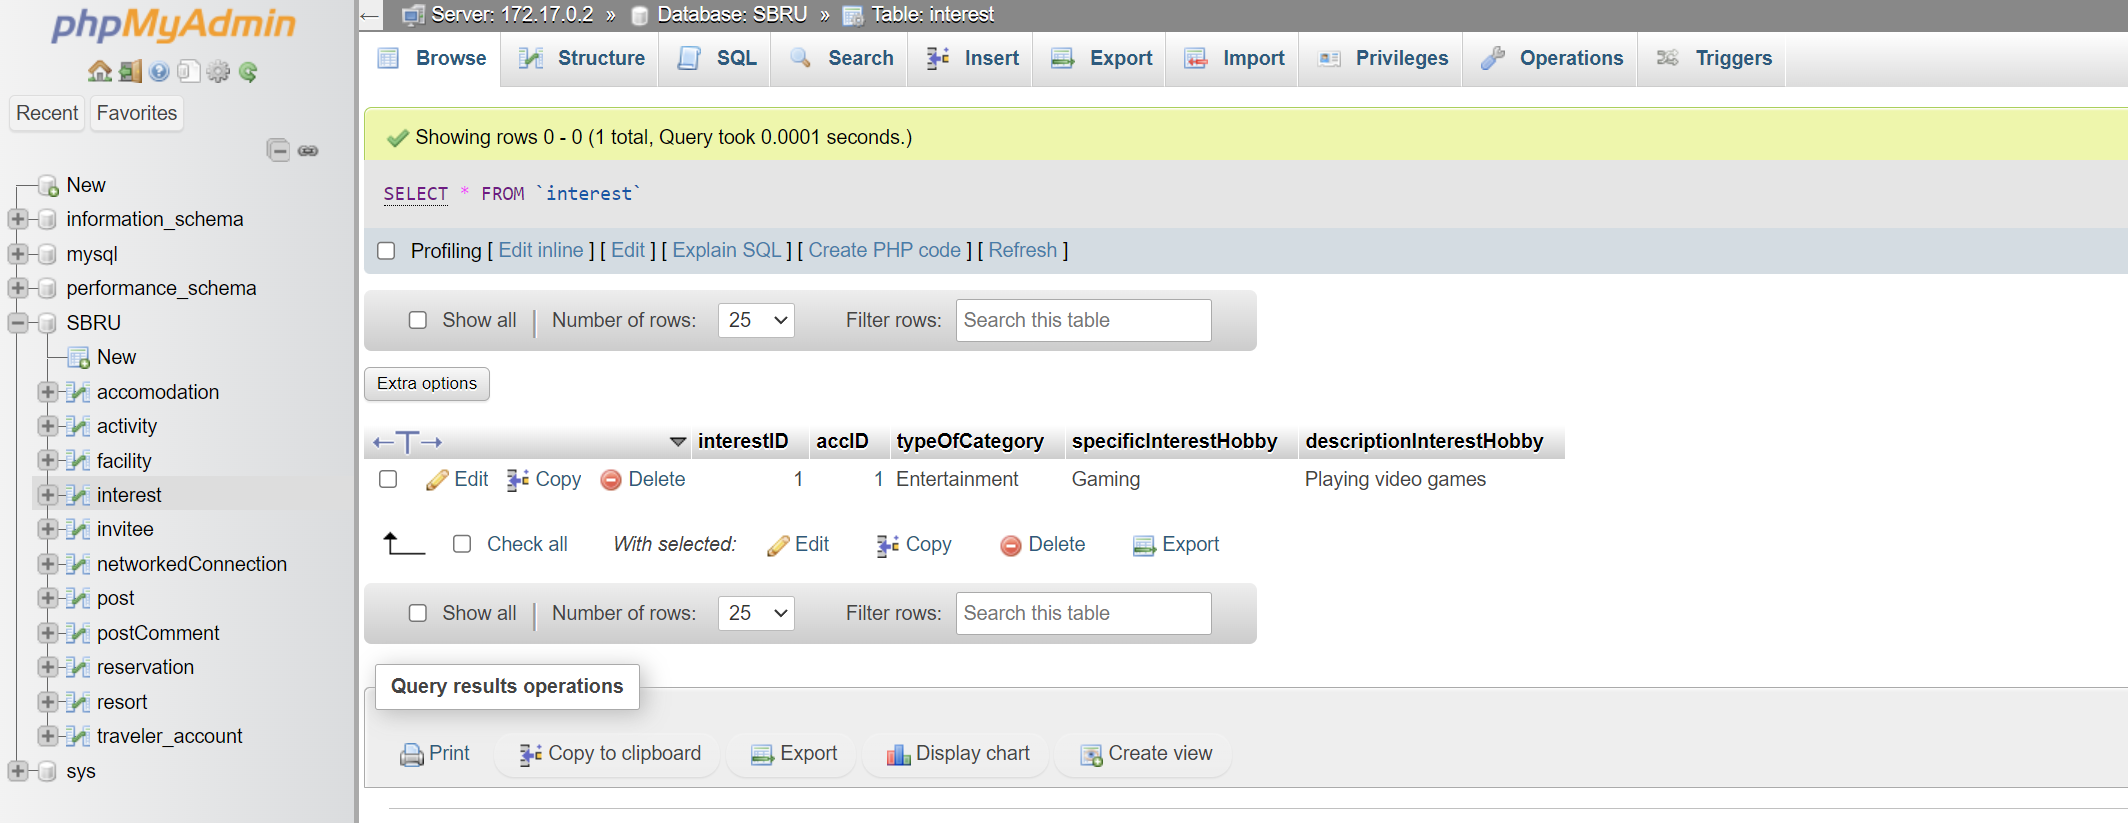 phpMyAdmin
Recent Favorites
New
information_schema
mysql
performance_schema
SBRU
New
accomodation
activity
facility
interest
invitee
networkedConnection
post
postComment
reservation
resort
traveler_account
sys
← Server: 172.17.0.2 » Database: SBRU » Table: interest
Browse Structure SQL Search Insert Export Import Privileges Operations Triggers
Showing rows 0 - 0 (1 total, Query took 0.0001 seconds.)
SELECT * FROM `interest`
Profiling [ Edit inline ] [ Edit ] [ Explain SQL ] [ Create PHP code ] [ Refresh ]
Show all | Number of rows: 25 Filter rows: Search this table
Extra options
←T→ interestID accID typeOfCategory specificInterestHobby descriptionInterestHobby
Edit Copy Delete 1 1 Entertainment Gaming Playing video games
Check all With selected: Edit Copy Delete Export
Show all | Number of rows: 25 Filter rows: Search this table
Query results operations
Print Copy to clipboard Export Display chart Create view